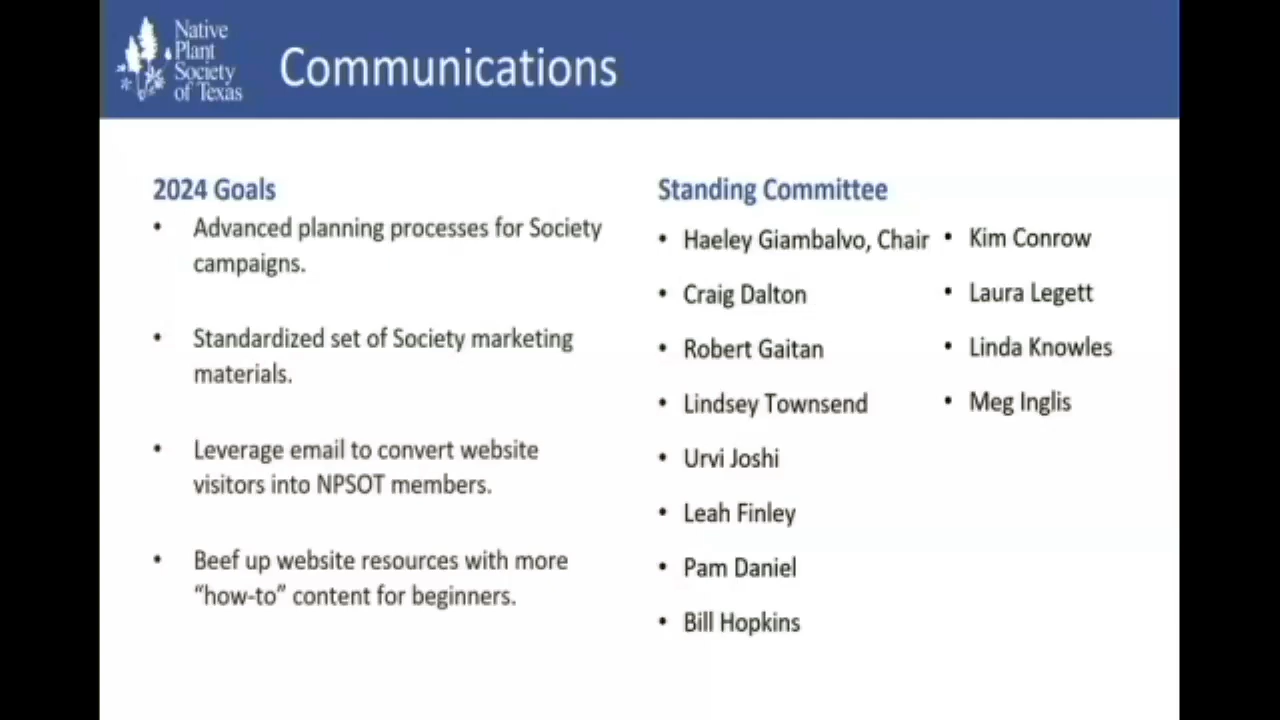 Native
Plant
Society
of Texas
Communications
2024 Goals
• Advanced planning processes for Society
campaigns.
• Standardized set of Society marketing
materials.
• Leverage email to convert website
visitors into NPSOT members.
• Beef up website resources with more
“how-to” content for beginners.
Standing Committee
• Haeley Giambalvo, Chair
• Craig Dalton
• Robert Gaitan
• Lindsey Townsend
• Urvi Joshi
• Leah Finley
• Pam Daniel
• Bill Hopkins
• Kim Conrow
• Laura Legett
• Linda Knowles
• Meg Inglis